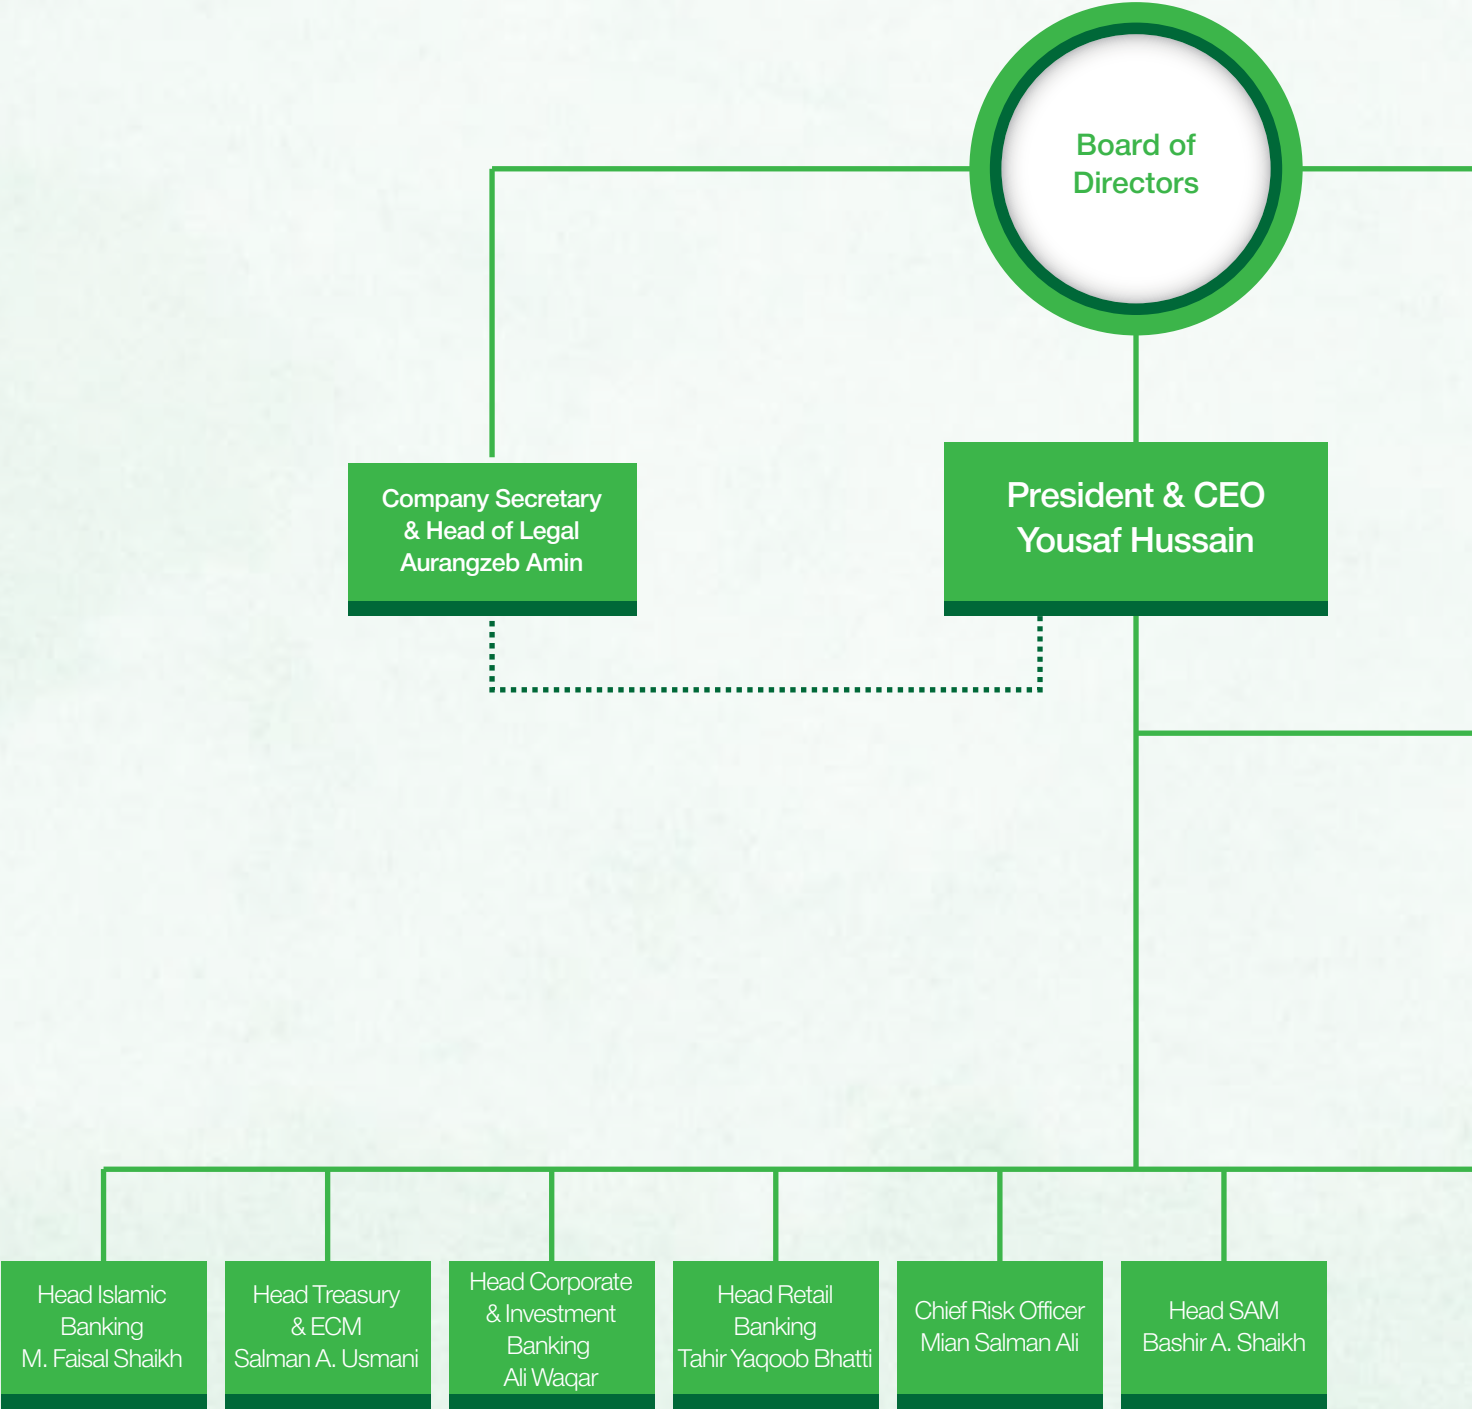 Board of
Directors
Company Secretary
& Head of Legal
Aurangzeb Amin
President & CEO
Yousaf Hussain
Head Islamic
Banking
M. Faisal Shaikh
Head Treasury
& ECM
Salman A. Usmani
Head Corporate
& Investment
Banking
Ali Waqar
Head Retail
Banking
Tahir Yaqoob Bhatti
Chief Risk Officer
Mian Salman Ali
Head SAM
Bashir A. Shaikh